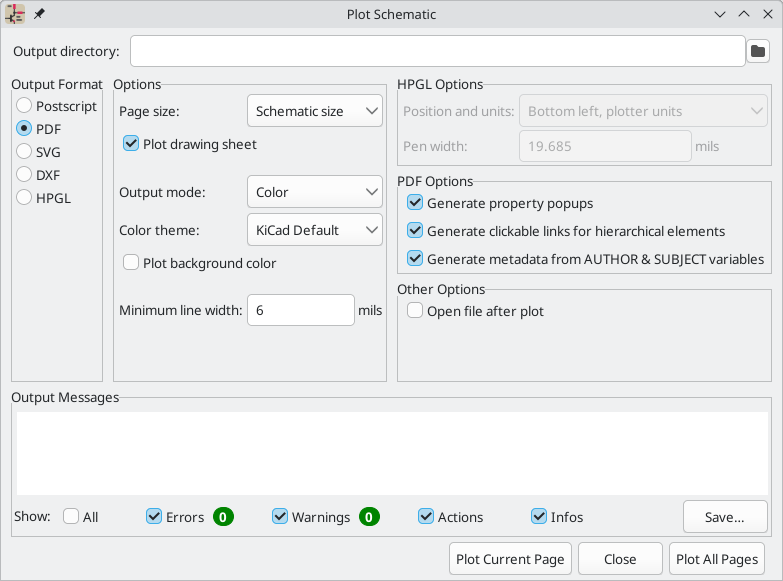 Plot Schematic
Output directory:
Output Format
Postscript
PDF
SVG
DXF
HPGL
Options
Page size: Schematic size
Plot drawing sheet
Output mode: Color
Color theme: KiCad Default
Plot background color
Minimum line width: 6 mils
HPGL Options
Position and units: Bottom left, plotter units
Pen width: 19.685 mils
PDF Options
Generate property popups
Generate clickable links for hierarchical elements
Generate metadata from AUTHOR & SUBJECT variables
Other Options
Open file after plot
Output Messages
Show: All Errors 0 Warnings 0 Actions Infos Save...
Plot Current Page Close Plot All Pages